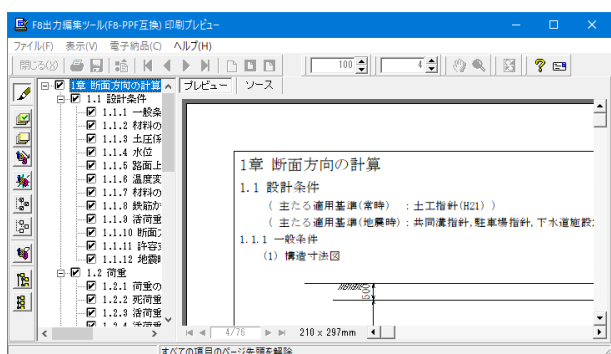 F8出力編集ツール(F8-PPF互換) 印刷プレビュー
ファイル(F) 表示(V) 電子納品(C) ヘルプ(H)
閉じる(X) 100 4
1章 断面方向の計算
1.1 設計条件
1.1.1 一般条
1.1.2 材料の
1.1.3 土圧係
1.1.4 水位
1.1.5 路面上
1.1.6 温度変
1.1.7 材料の
1.1.8 鉄筋か
1.1.9 活荷重
1.1.10 断面
1.1.11 許容
1.1.12 地震
1.2 荷重
1.2.1 荷重の
1.2.2 死荷重
1.2.3 活荷重
プレビュー ソース
1章 断面方向の計算
1.1 設計条件
( 主たる適用基準(常時) :土工指針(H21) )
( 主たる適用基準(地震時):共同溝指針,駐車場指針,下水道施設
1.1.1 一般条件
(1) 構造寸法図
500
4/76 210 x 297mm
すべての項目のページ先頭を解除